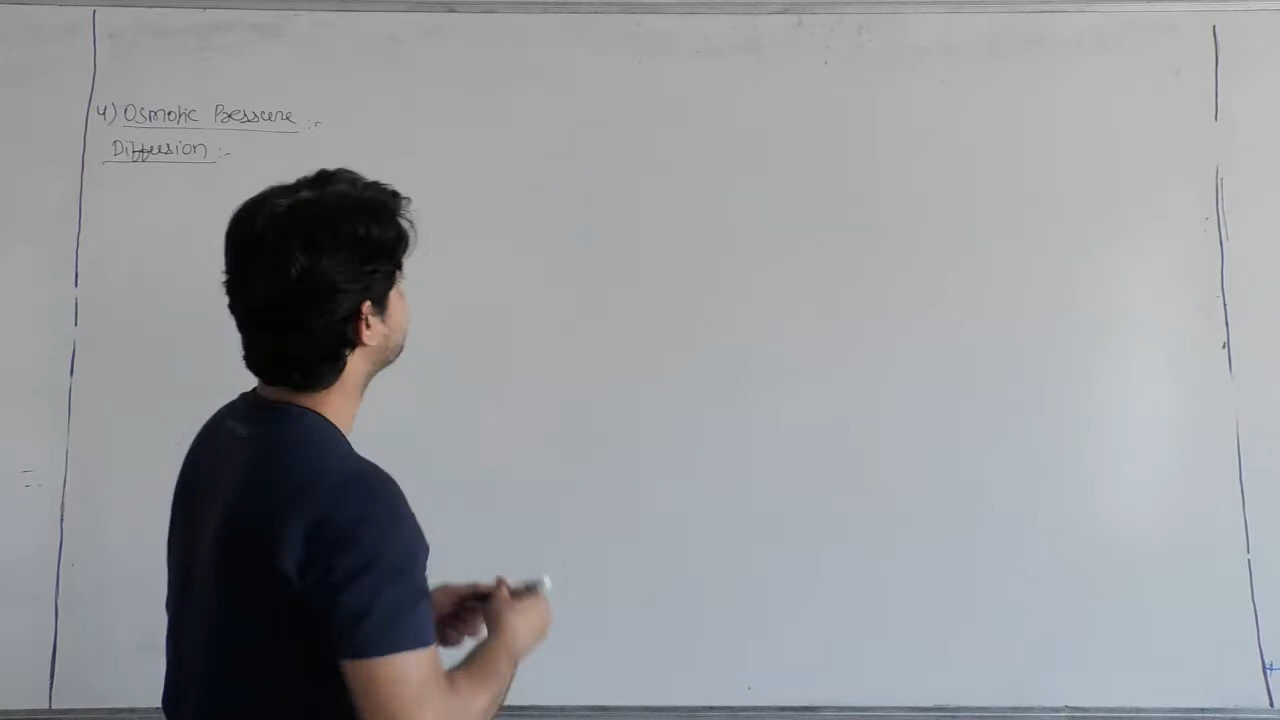 4) Osmotic Pressure :-
Diffusion :-